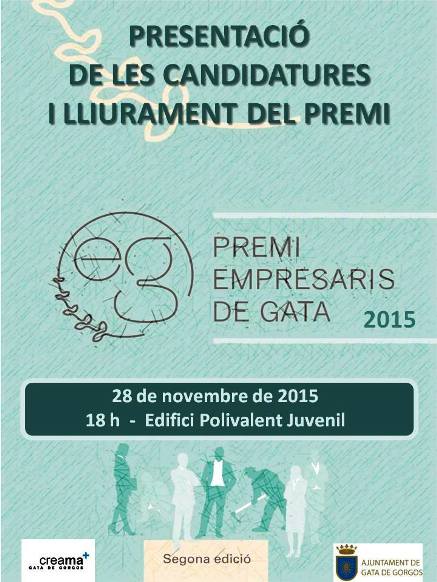 PRESENTACIÓ
DE LES CANDIDATURES
I LLIURAMENT DEL PREMI
eg
PREMI
EMPRESARIS
DE GATA 2015
28 de novembre de 2015
18 h - Edifici Polivalent Juvenil
creama+
GATA DE GORGOS
Segona edició
AJUNTAMENT DE
GATA DE GORGOS